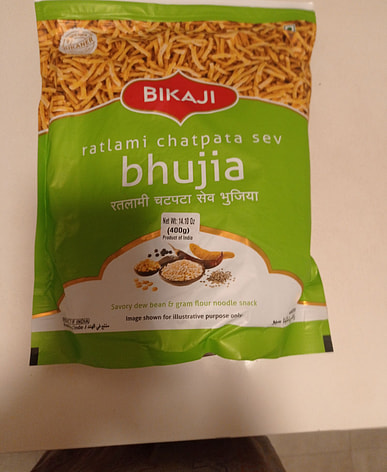 BIKANER
BIKAJI
ratlami chatpata sev
bhujia
रतलामी चटपटा सेव भुजिया
Net Wt: 14.10 Oz
(400g)
Product of India
Savory dew bean & gram flour noodle snack
Image shown for illustrative purpose only